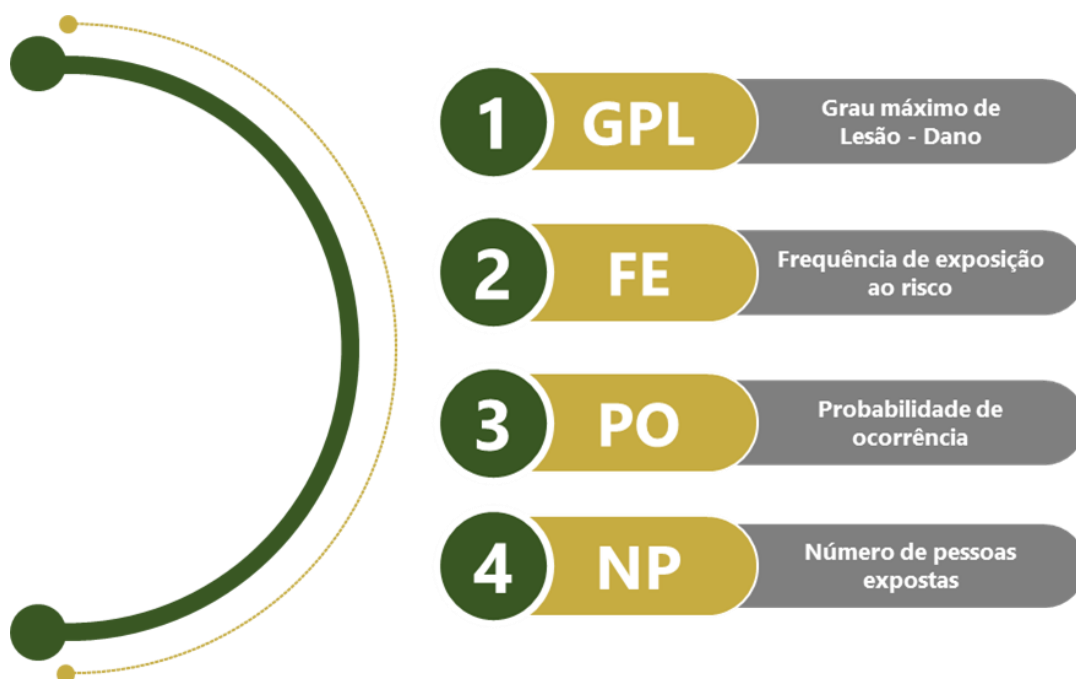 1
GPL
Grau máximo de
Lesão - Dano
2
FE
Frequência de exposição
ao risco
3
PO
Probabilidade de
ocorrência
4
NP
Número de pessoas
expostas